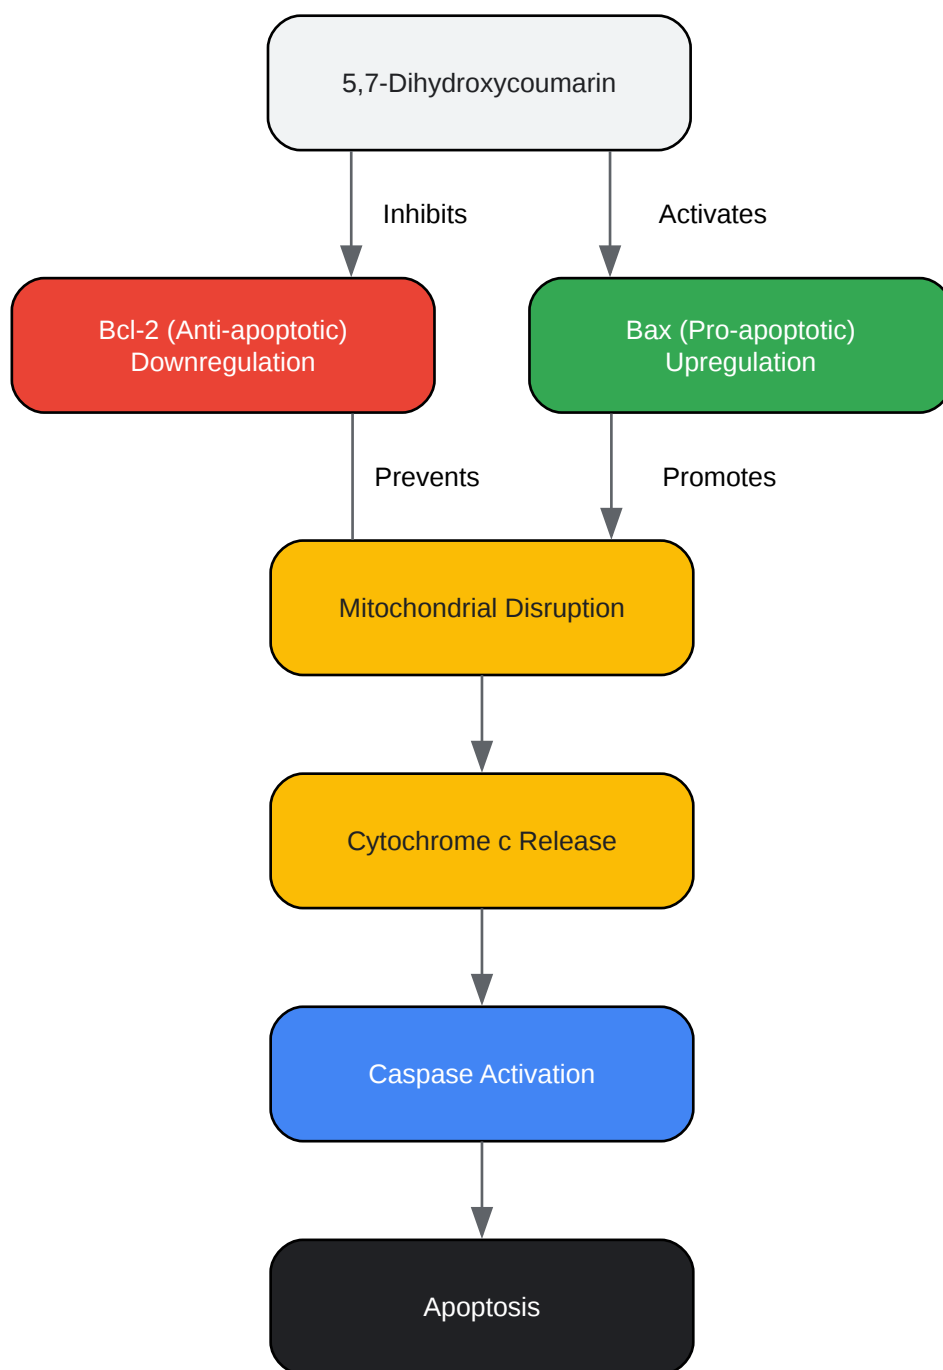 5,7-Dihydroxycoumarin
Inhibits
Activates
Bcl-2 (Anti-apoptotic)
Downregulation
Bax (Pro-apoptotic)
Upregulation
Prevents
Promotes
Mitochondrial Disruption
Cytochrome c Release
Caspase Activation
Apoptosis